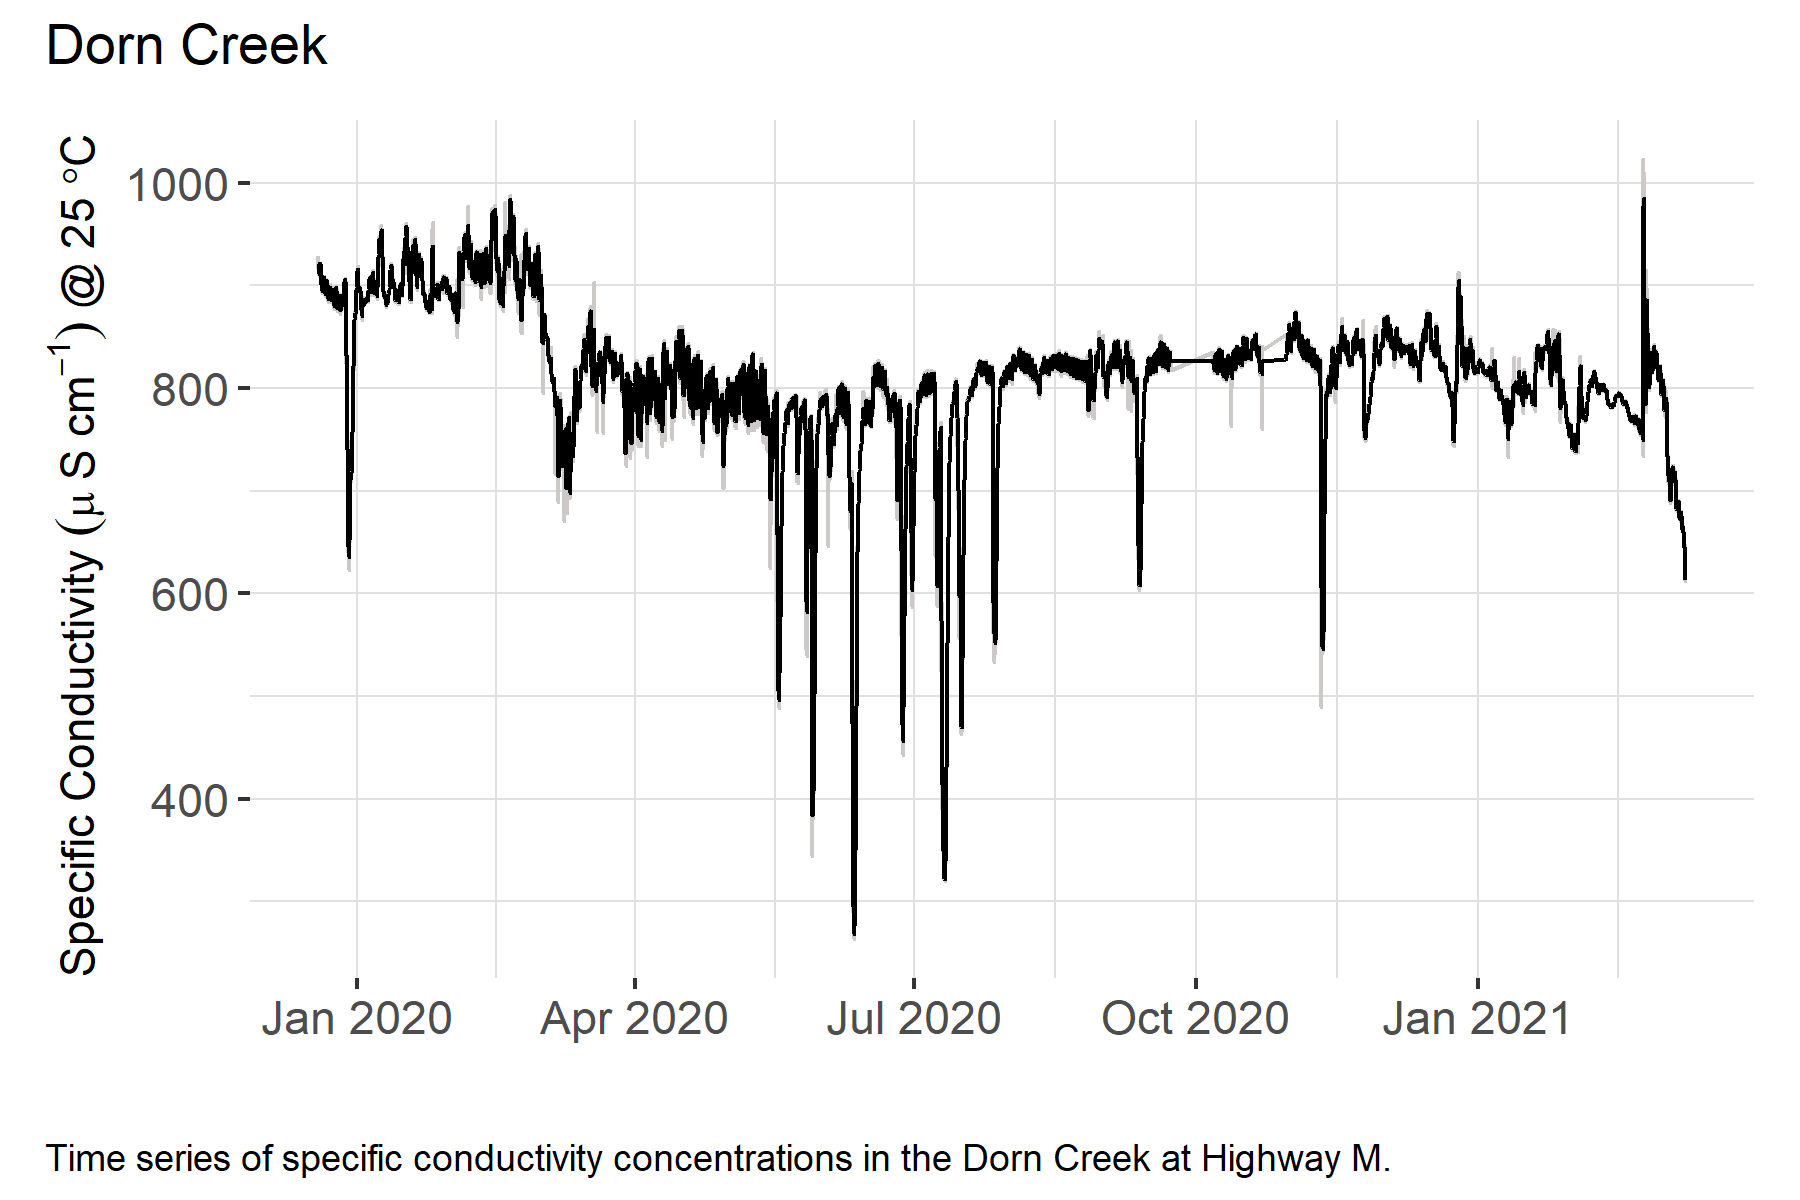 Dorn Creek
Specific Conductivity (μ S cm⁻¹) @ 25 °C
1000
800
600
400
Jan 2020 Apr 2020 Jul 2020 Oct 2020 Jan 2021
Time series of specific conductivity concentrations in the Dorn Creek at Highway M.